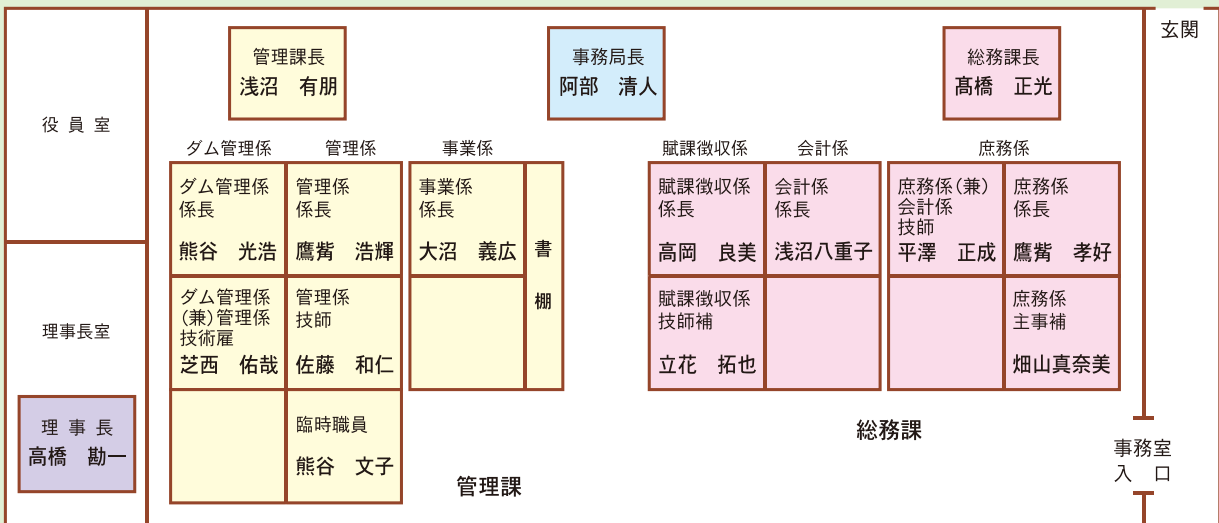 玄関
管理課長
浅沼　有朋
事務局長
阿部　清人
総務課長
髙橋　正光
役 員 室
ダム管理係
管理係
事業係
賦課徴収係
会計係
庶務係
ダム管理係
係長
熊谷　光浩
管理係
係長
鷹觜　浩輝
事業係
係長
大沼　義広
書
棚
賦課徴収係
係長
高岡　良美
会計係
係長
浅沼八重子
庶務係（兼）
会計係
技師
平澤　正成
庶務係
係長
鷹觜　孝好
ダム管理係
（兼）管理係
技術雇
芝西　佑哉
管理係
技師
佐藤　和仁
賦課徴収係
技師補
立花　拓也
庶務係
主事補
畑山真奈美
理事長室
理 事 長
高橋　勘一
臨時職員
熊谷　文子
管理課
総務課
事務室
入　口